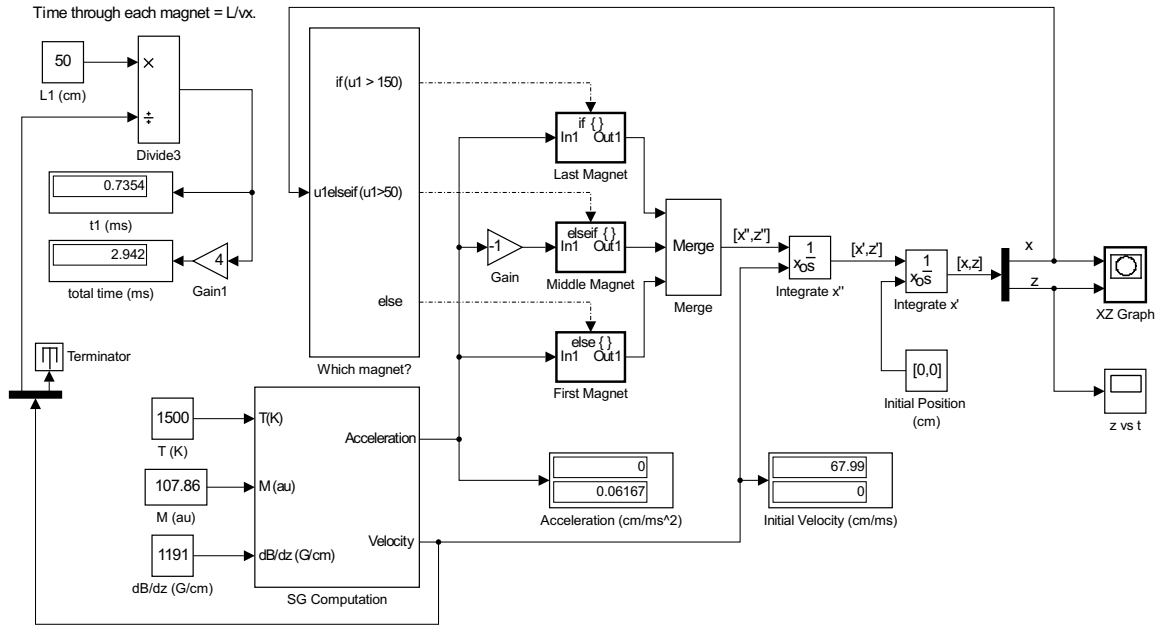 Time through each magnet = L/vx.
50
L1 (cm)
×
÷
Divide3
0.7354
t1 (ms)
2.942
total time (ms)
4
Gain1
Terminator
if(u1 > 150)
u1elseif(u1>50)
else
Which magnet?
if { }
In1 Out1
Last Magnet
-1
Gain
elseif { }
In1 Out1
Middle Magnet
else { }
In1 Out1
First Magnet
Merge
Merge
[x'',z'']
1
xo s
Integrate x''
[x',z']
1
xo s
Integrate x'
[x,z]
x
z
XZ Graph
[0,0]
Initial Position
(cm)
z vs t
1500
T (K)
107.86
M (au)
1191
dB/dz (G/cm)
T(K)
M (au)
dB/dz (G/cm)
Acceleration
Velocity
SG Computation
0
0.06167
Acceleration (cm/ms^2)
67.99
0
Initial Velocity (cm/ms)